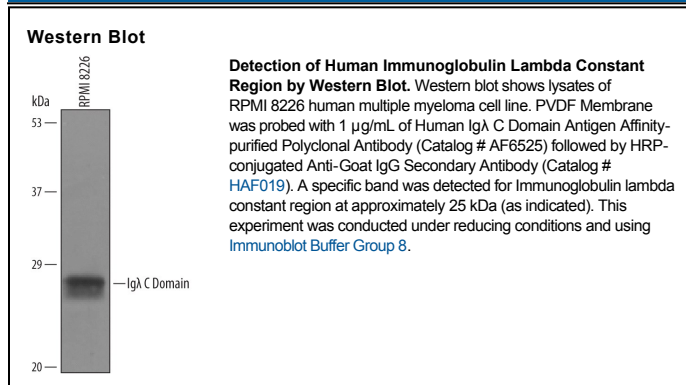 Western Blot
RPMI 8226
kDa
53
37
29
IgλC Domain
20
Detection of Human Immunoglobulin Lambda Constant
Region by Western Blot. Western blot shows lysates of
RPMI 8226 human multiple myeloma cell line. PVDF Membrane
was probed with 1 µg/mL of Human Igλ C Domain Antigen Affinity-
purified Polyclonal Antibody (Catalog # AF6525) followed by HRP-
conjugated Anti-Goat IgG Secondary Antibody (Catalog #
HAF019). A specific band was detected for Immunoglobulin lambda
constant region at approximately 25 kDa (as indicated). This
experiment was conducted under reducing conditions and using
Immunoblot Buffer Group 8.